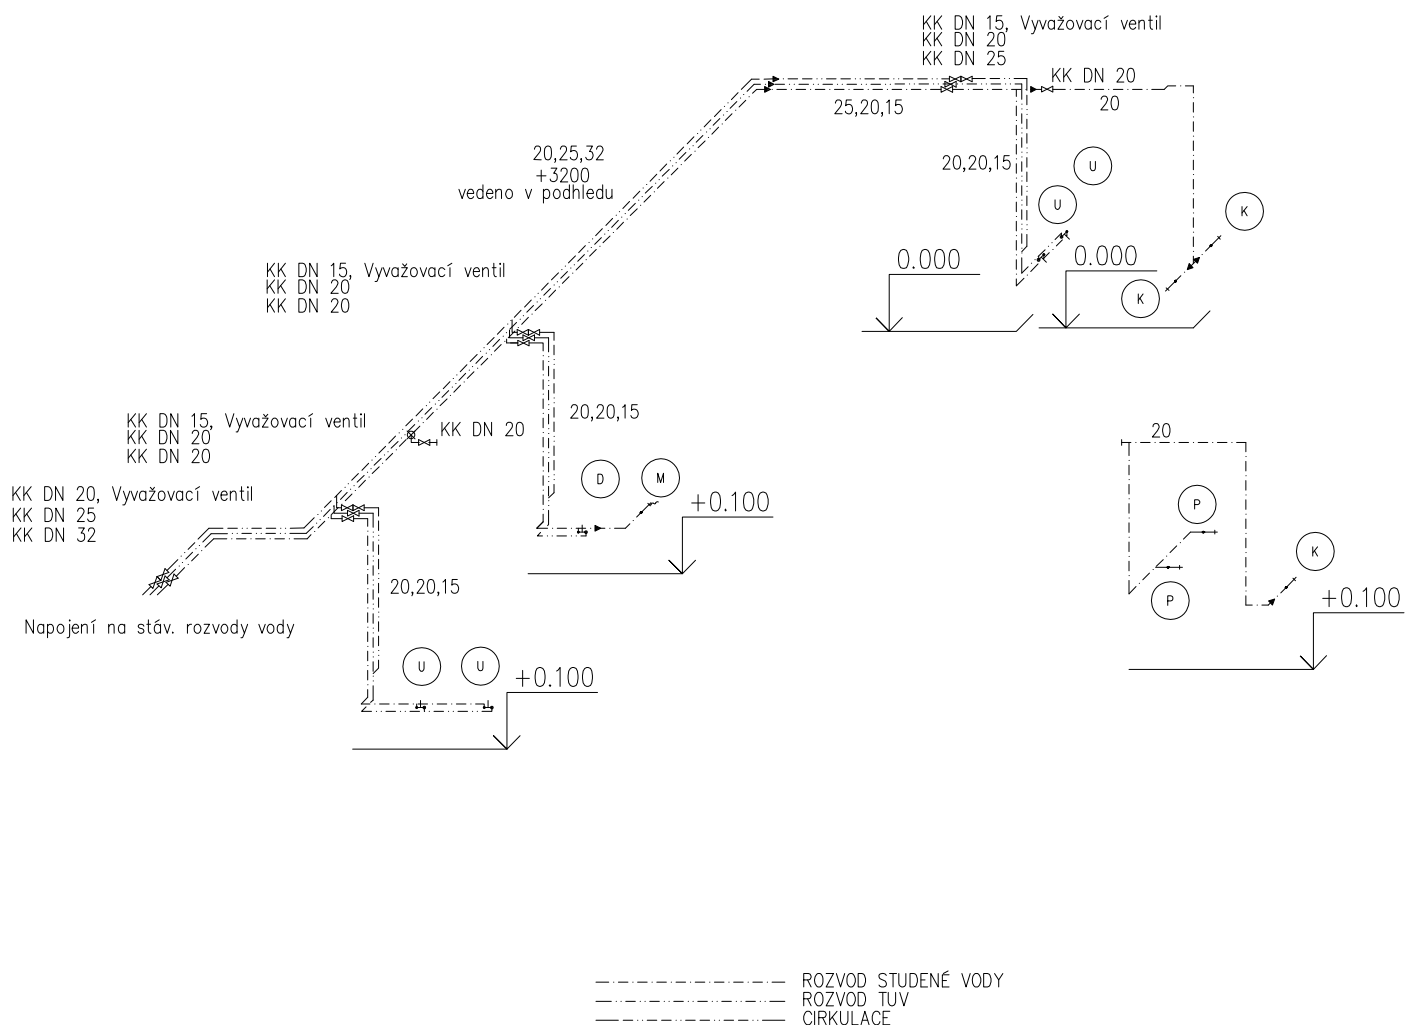 KK DN 15, Vyvažovací ventil
KK DN 20
KK DN 25
KK DN 20
20
25,20,15
20,25,32
+3200
vedeno v podhledu
20,20,15
U
U
K
0.000
0.000
K
KK DN 15, Vyvažovací ventil
KK DN 20
KK DN 20
20,20,15
KK DN 15, Vyvažovací ventil
KK DN 20
KK DN 20
KK DN 20
20
D
M
+0.100
P
KK DN 20, Vyvažovací ventil
KK DN 25
KK DN 32
K
20,20,15
P
+0.100
Napojení na stáv. rozvody vody
U
U
+0.100
ROZVOD STUDENÉ VODY
ROZVOD TUV
CIRKULACE